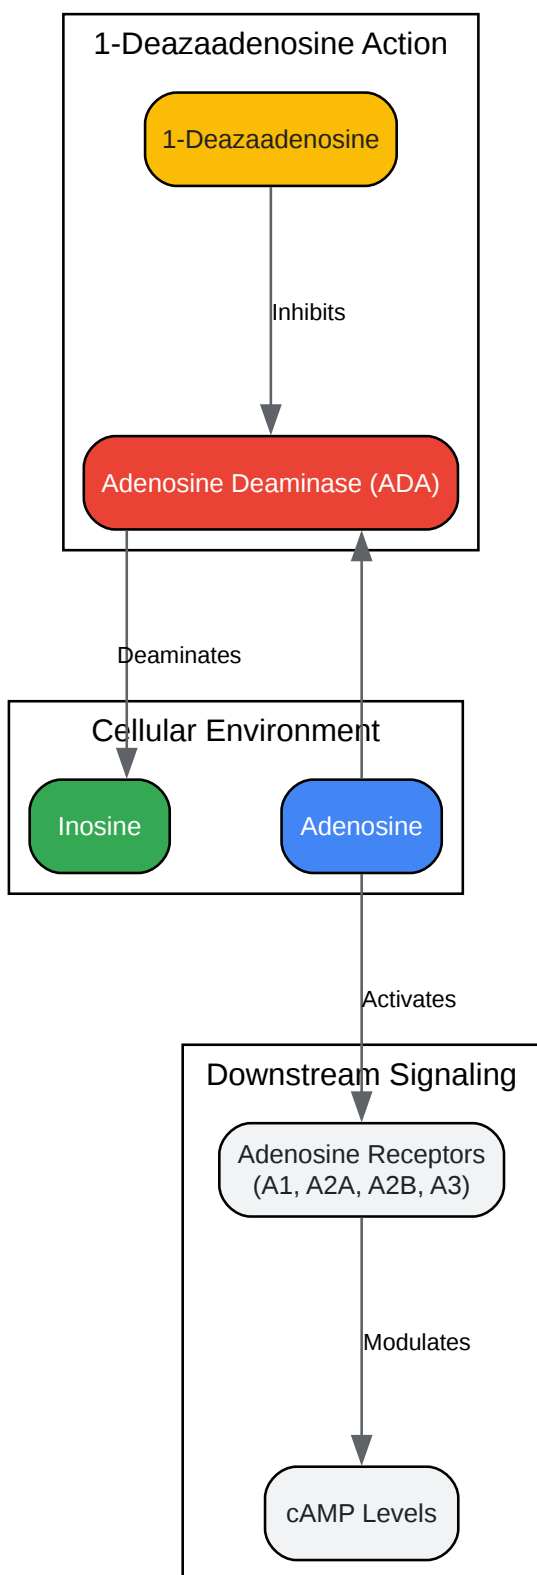 1-Deazaadenosine Action
1-Deazaadenosine
Inhibits
Adenosine Deaminase (ADA)
Deaminates
Cellular Environment
Inosine
Adenosine
Activates
Downstream Signaling
Adenosine Receptors
(A1, A2A, A2B, A3)
Modulates
cAMP Levels